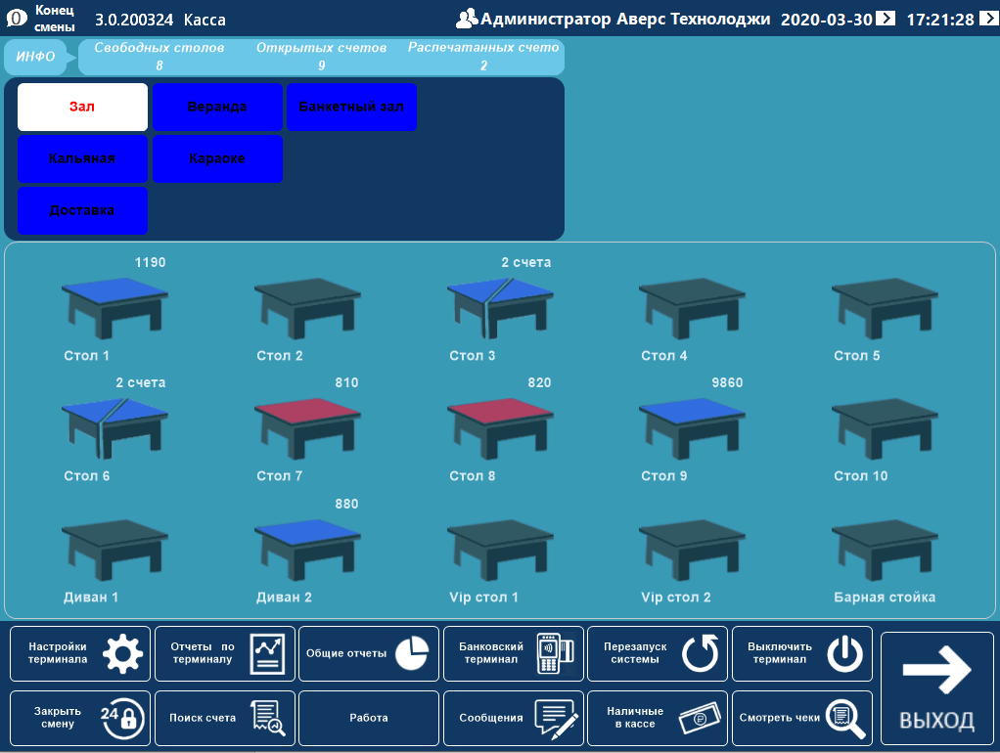 0
Конец
смены
3.0.200324 Касса
Администратор Аверс Технолоджи 2020-03-30 17:21:28
ИНФО
Свободных столов Открытых счетов Распечатанных счето
8 9 2
Зал Веранда Банкетный зал
Кальяная Караоке
Доставка
1190 2 счета
Стол 1 Стол 2 Стол 3 Стол 4 Стол 5
2 счета 810 820 9860
Стол 6 Стол 7 Стол 8 Стол 9 Стол 10
880
Диван 1 Диван 2 Vip стол 1 Vip стол 2 Барная стойка
Настройки
терминала
Отчеты по
терминалу
Общие отчеты
Банковский
терминал
Перезапуск
системы
Выключить
терминал
Закрыть
смену
24
Поиск счета
Работа
Сообщения
Наличные
в кассе
₽
Смотреть чеки
ВЫХОД